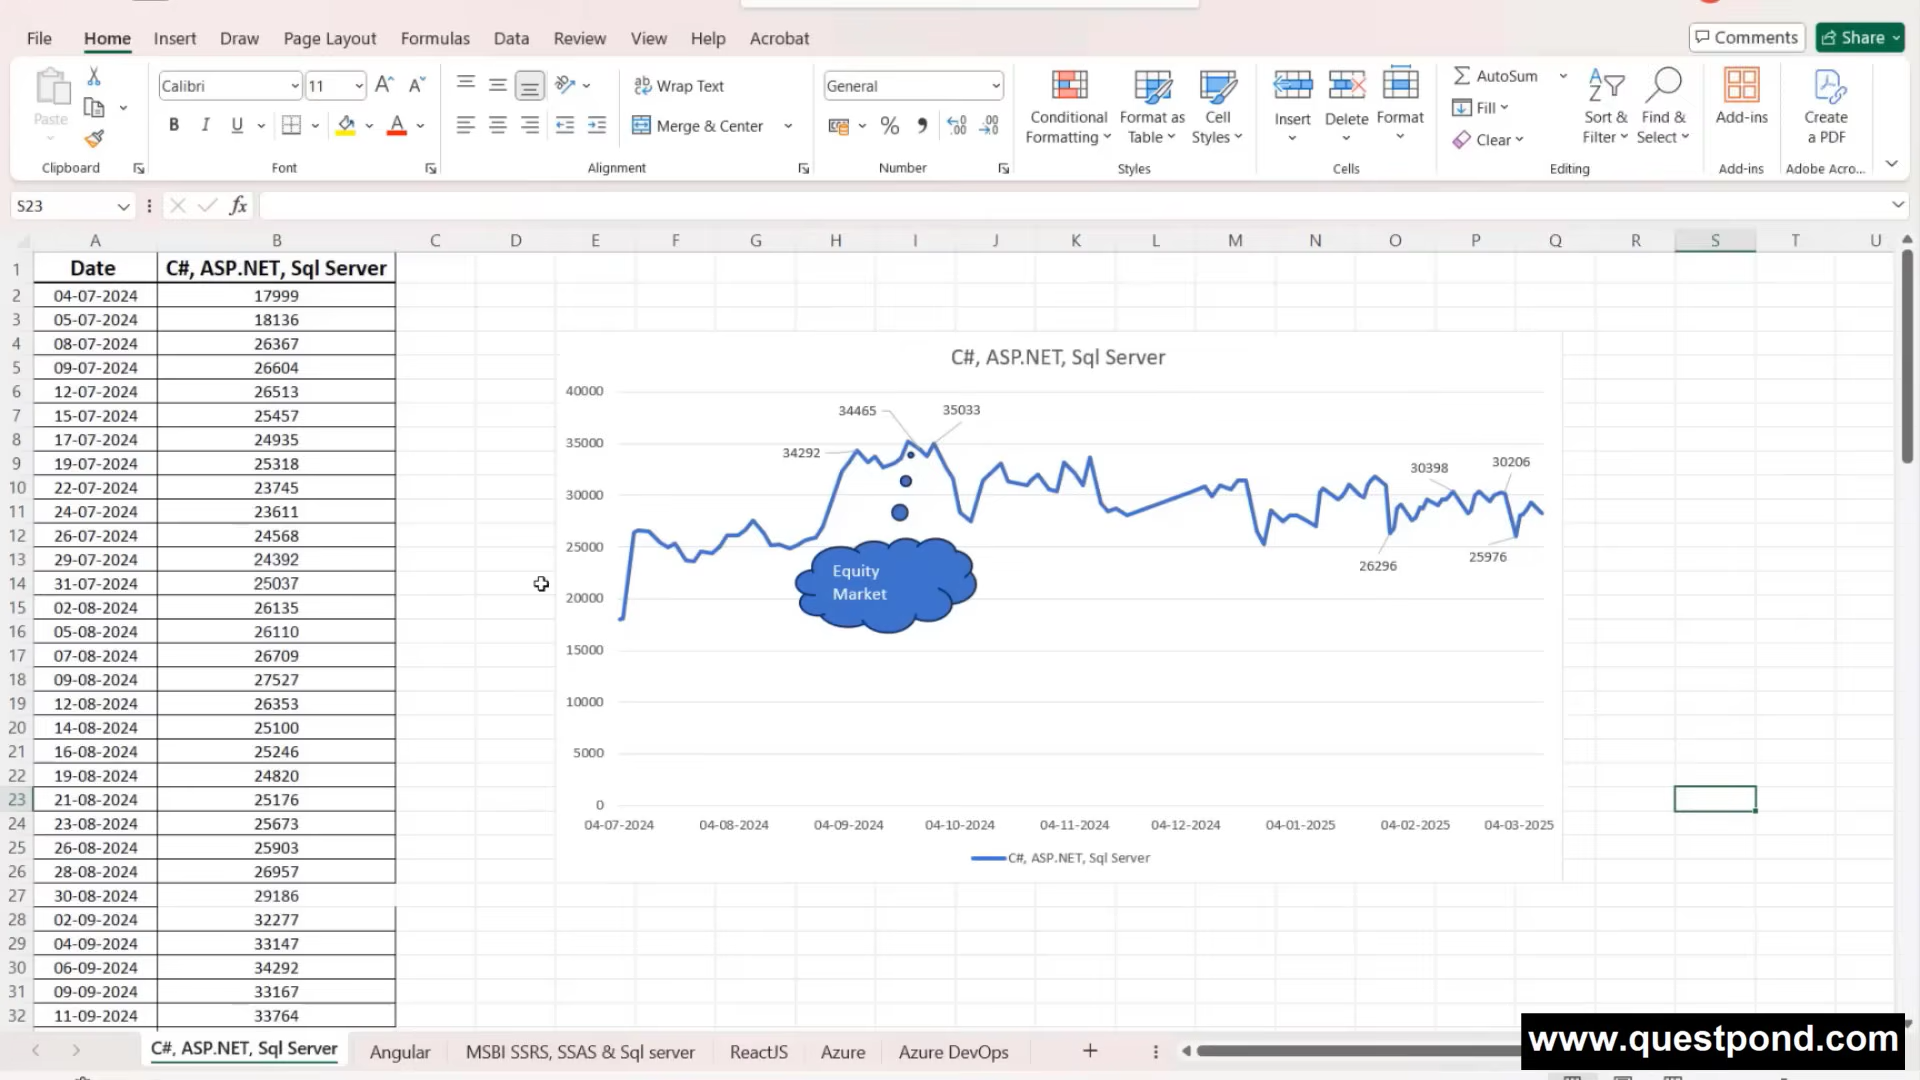 File Home Insert Draw Page Layout Formulas Data Review View Help Acrobat Comments Share
Paste Calibri 11 Wrap Text General Conditional Formatting Format as Table Cell Styles Insert Delete Format AutoSum Sort & Filter Find & Select Add-ins Create a PDF
B I U Merge & Center % Fill
Clear
Clipboard Font Alignment Number Styles Cells Editing Add-ins Adobe Acro...
S23 fx
A B C D E F G H I J K L M N O P Q R S T U
1 Date C#, ASP.NET, Sql Server
2 04-07-2024 17999
3 05-07-2024 18136
4 08-07-2024 26367
5 09-07-2024 26604
6 12-07-2024 26513
7 15-07-2024 25457
8 17-07-2024 24935
9 19-07-2024 25318
10 22-07-2024 23745
11 24-07-2024 23611
12 26-07-2024 24568
13 29-07-2024 24392
14 31-07-2024 25037
15 02-08-2024 26135
16 05-08-2024 26110
17 07-08-2024 26709
18 09-08-2024 27527
19 12-08-2024 26353
20 14-08-2024 25100
21 16-08-2024 25246
22 19-08-2024 24820
23 21-08-2024 25176
24 23-08-2024 25673
25 26-08-2024 25903
26 28-08-2024 26957
27 30-08-2024 29186
28 02-09-2024 32277
29 04-09-2024 33147
30 06-09-2024 34292
31 09-09-2024 33167
32 11-09-2024 33764
C#, ASP.NET, Sql Server
40000
34465 35033
35000
34292
30398 30206
30000
25000
25976
26296
Equity
Market
20000
15000
10000
5000
0
04-07-2024 04-08-2024 04-09-2024 04-10-2024 04-11-2024 04-12-2024 04-01-2025 04-02-2025 04-03-2025
C#, ASP.NET, Sql Server
C#, ASP.NET, Sql Server Angular MSBI SSRS, SSAS & Sql server ReactJS Azure Azure DevOps
www.questpond.com